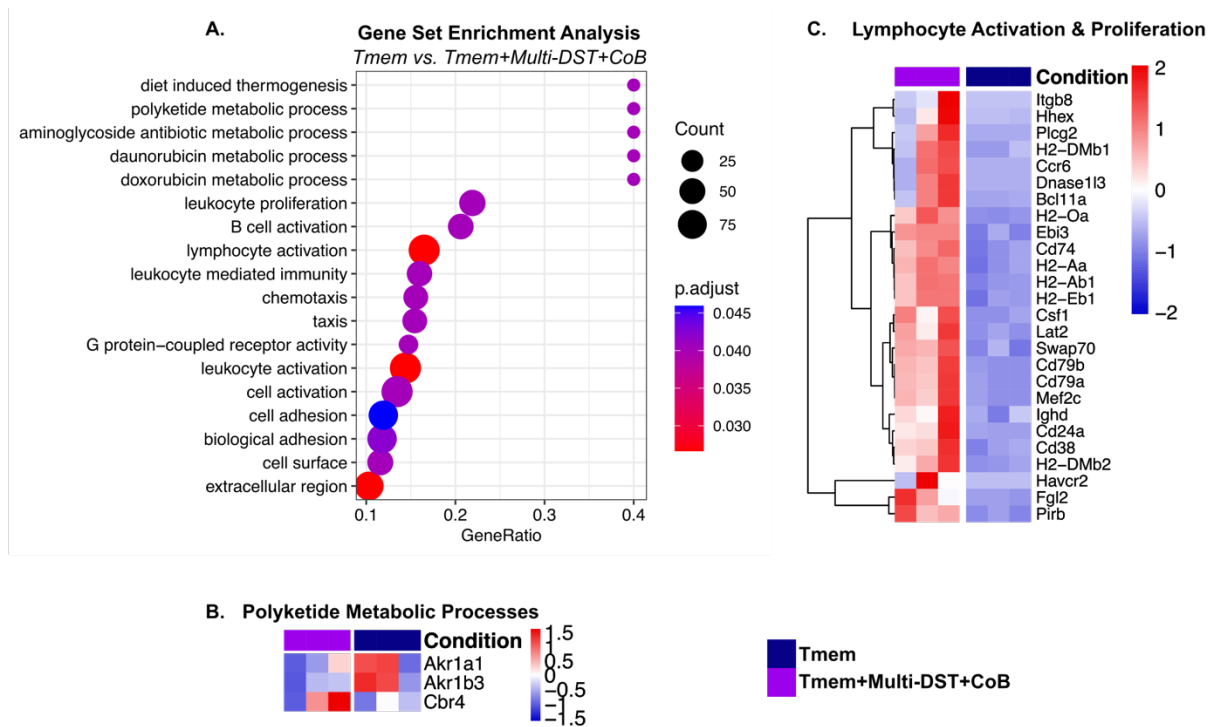 A.
Gene Set Enrichment Analysis
Tmem vs. Tmem+Multi-DST+CoB
diet induced thermogenesis
polyketide metabolic process
aminoglycoside antibiotic metabolic process
daunorubicin metabolic process
doxorubicin metabolic process
leukocyte proliferation
B cell activation
lymphocyte activation
leukocyte mediated immunity
chemotaxis
taxis
G protein−coupled receptor activity
leukocyte activation
cell activation
cell adhesion
biological adhesion
cell surface
extracellular region
0.1 0.2 0.3 0.4
GeneRatio
Count
25
50
75
p.adjust
0.045
0.040
0.035
0.030
C. Lymphocyte Activation & Proliferation
Condition
Itgb8
Hhex
Plcg2
H2−DMb1
Ccr6
Dnase1l3
Bcl11a
H2−Oa
Ebi3
Cd74
H2−Aa
H2−Ab1
H2−Eb1
Csf1
Lat2
Swap70
Cd79b
Cd79a
Mef2c
Ighd
Cd24a
Cd38
H2−DMb2
Havcr2
Fgl2
Pirb
2
1
0
−1
−2
B. Polyketide Metabolic Processes
Condition
Akr1a1
Akr1b3
Cbr4
1.5
1
0.5
0
−0.5
−1
−1.5
Tmem
Tmem+Multi-DST+CoB